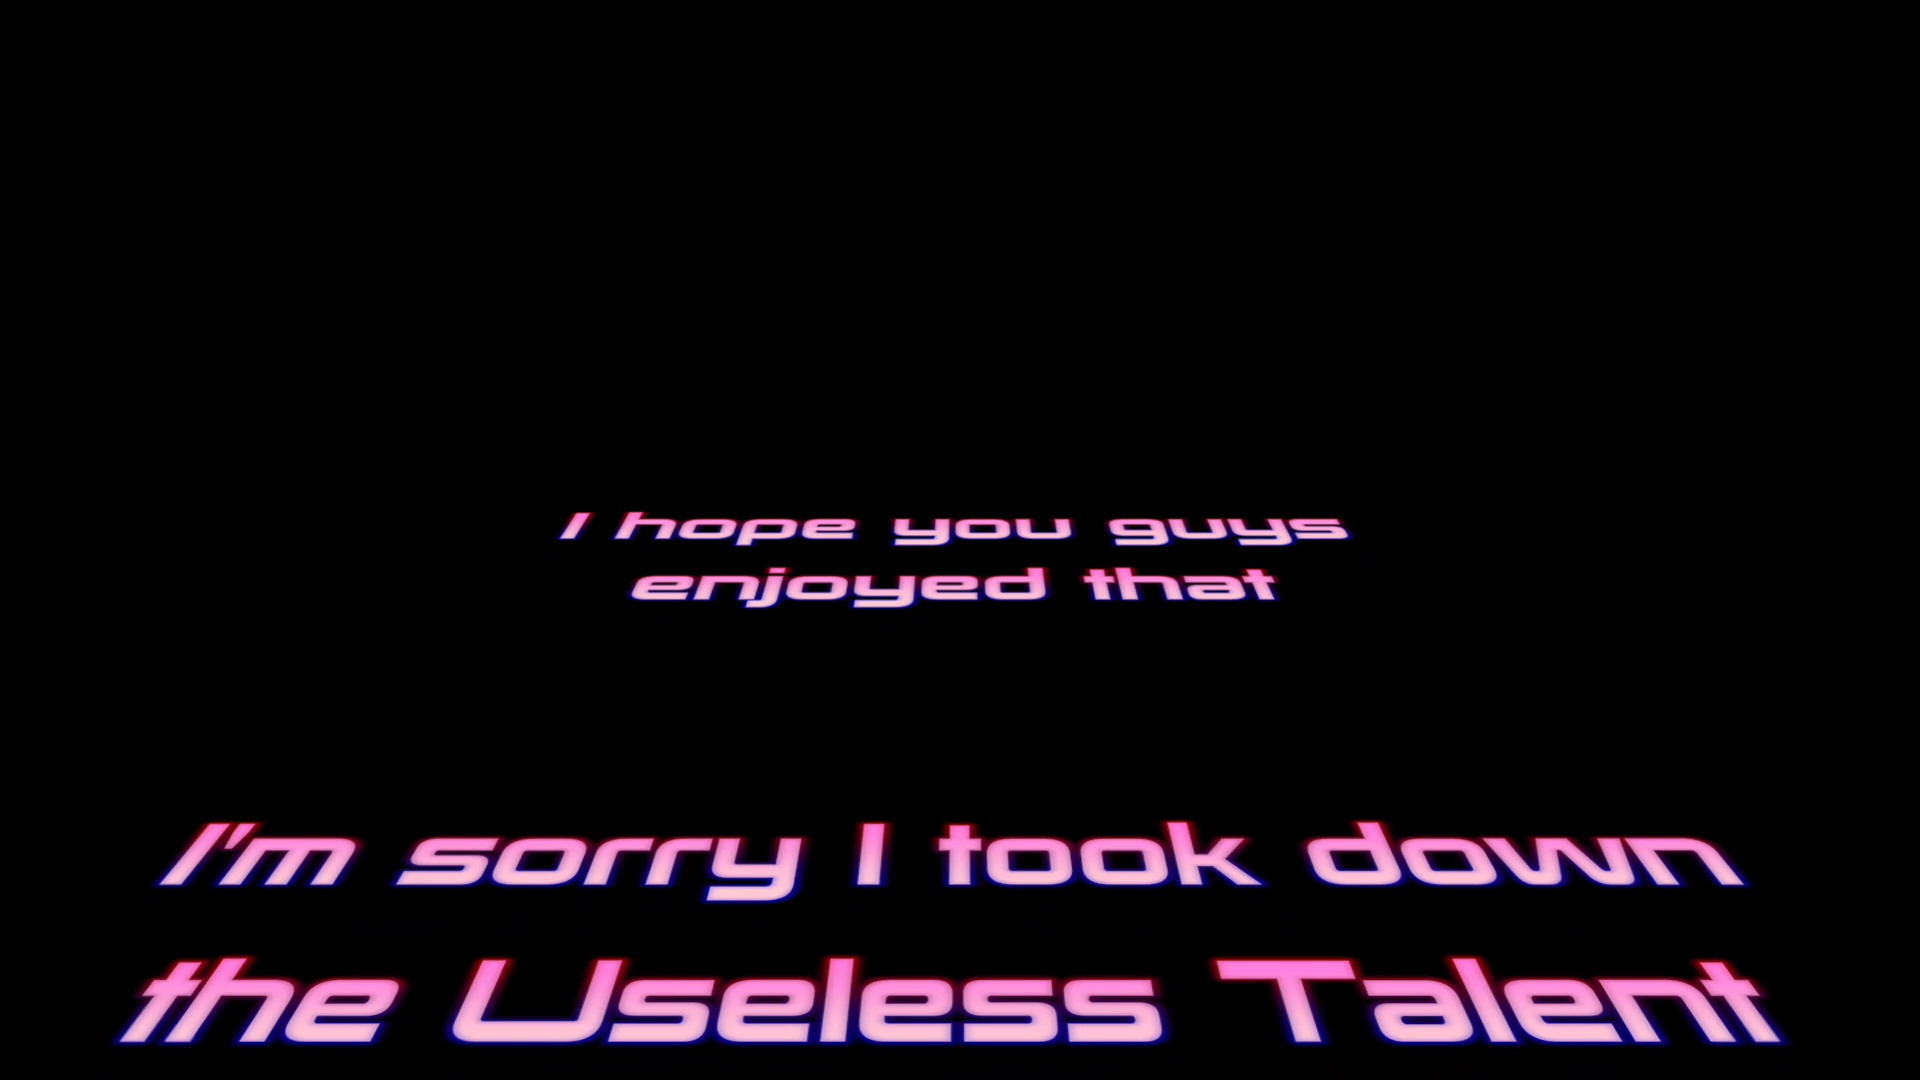 I hope you guys
enjoyed that
I'm sorry I took down
the Useless Talent